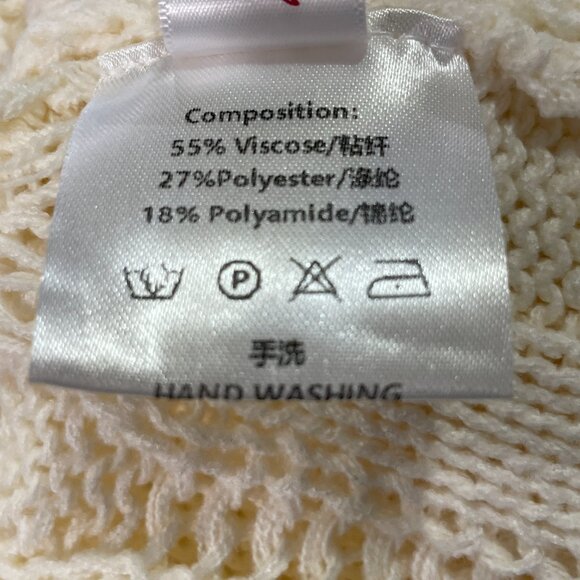 Composition:
55% Viscose/粘纤
27%Polyester/涤纶
18% Polyamide/锦纶
P
手洗
HAND WASHING